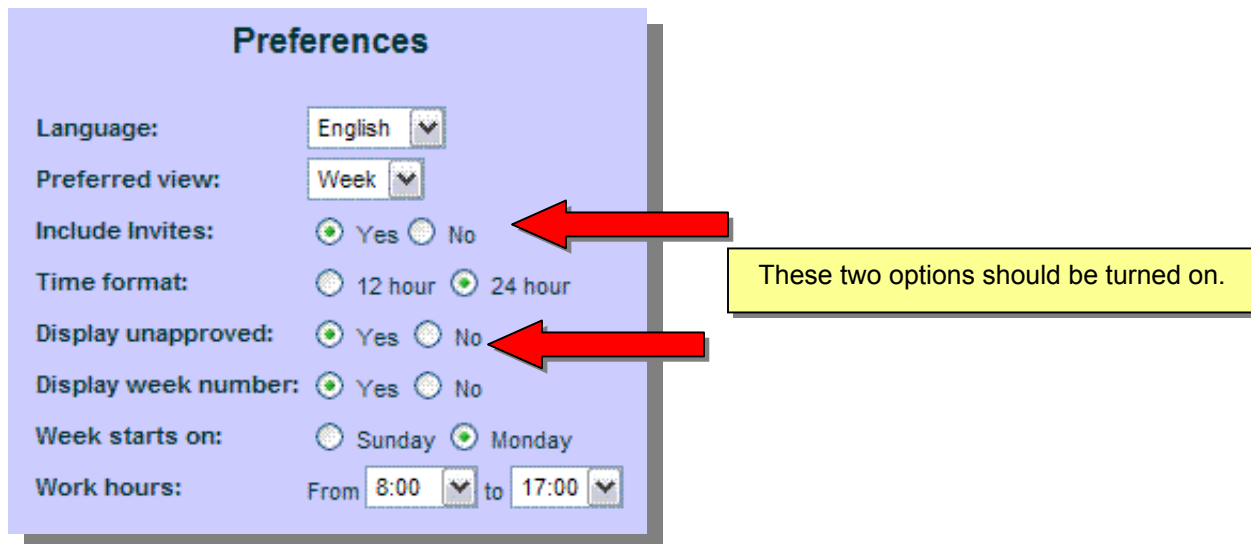 Preferences
Language: English
Preferred view: Week
Include Invites: Yes No
Time format: 12 hour 24 hour
These two options should be turned on.
Display unapproved: Yes No
Display week number: Yes No
Week starts on: Sunday Monday
Work hours: From 8:00 to 17:00